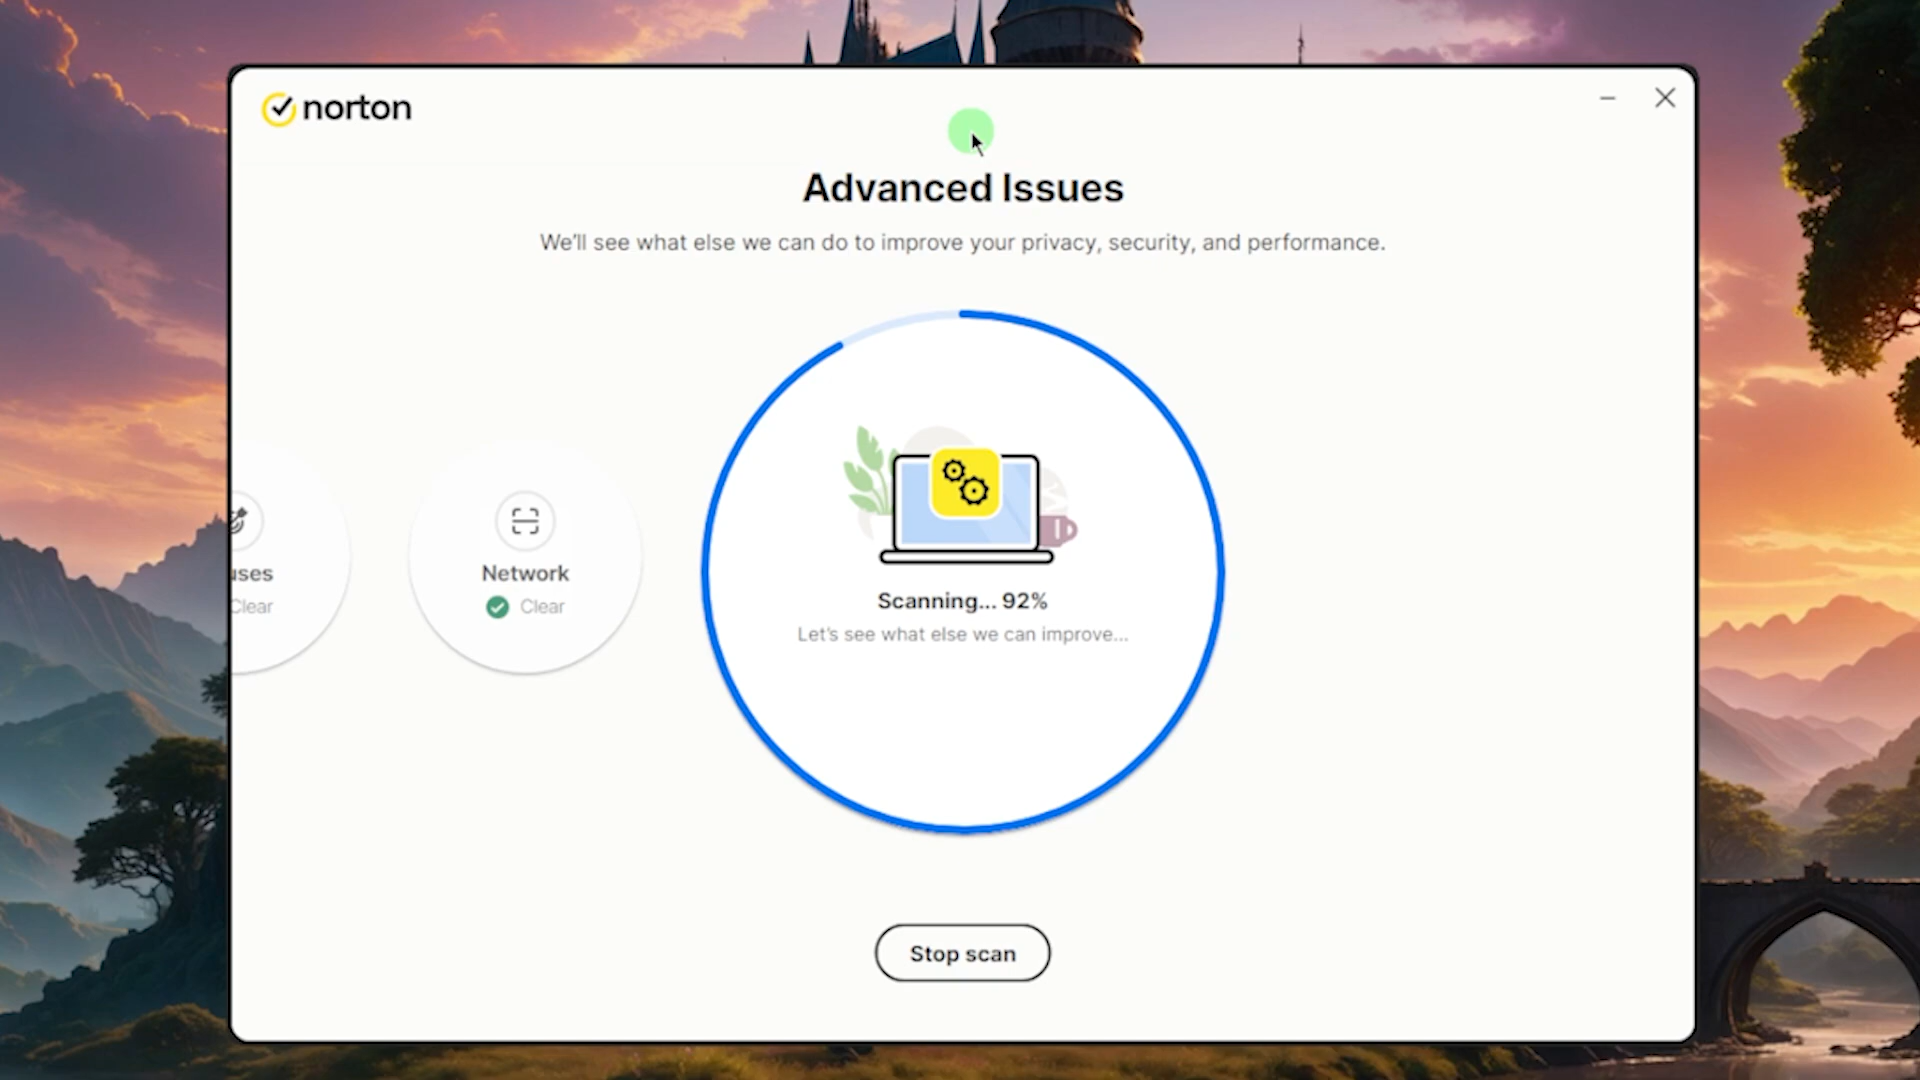 norton
Advanced Issues
We'll see what else we can do to improve your privacy, security, and performance.
uses
Clear
Network
Clear
Scanning... 92%
Let's see what else we can improve...
Stop scan